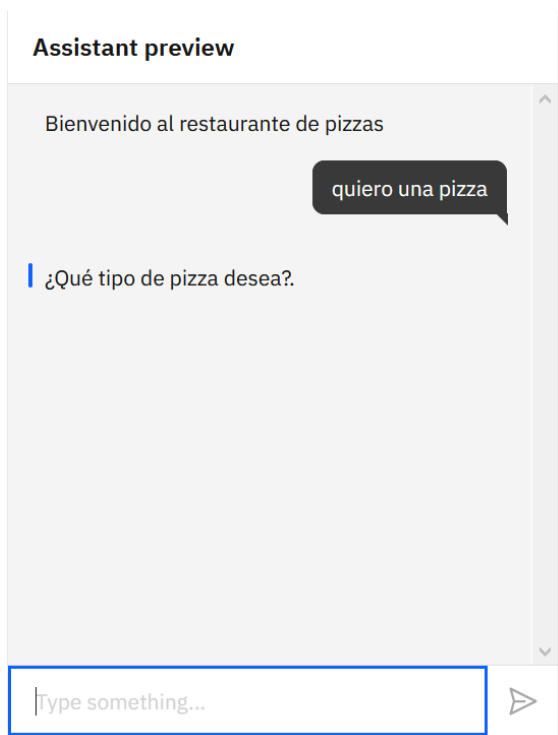 Assistant preview
Bienvenido al restaurante de pizzas
quiero una pizza
¿Qué tipo de pizza desea?.
Type something...